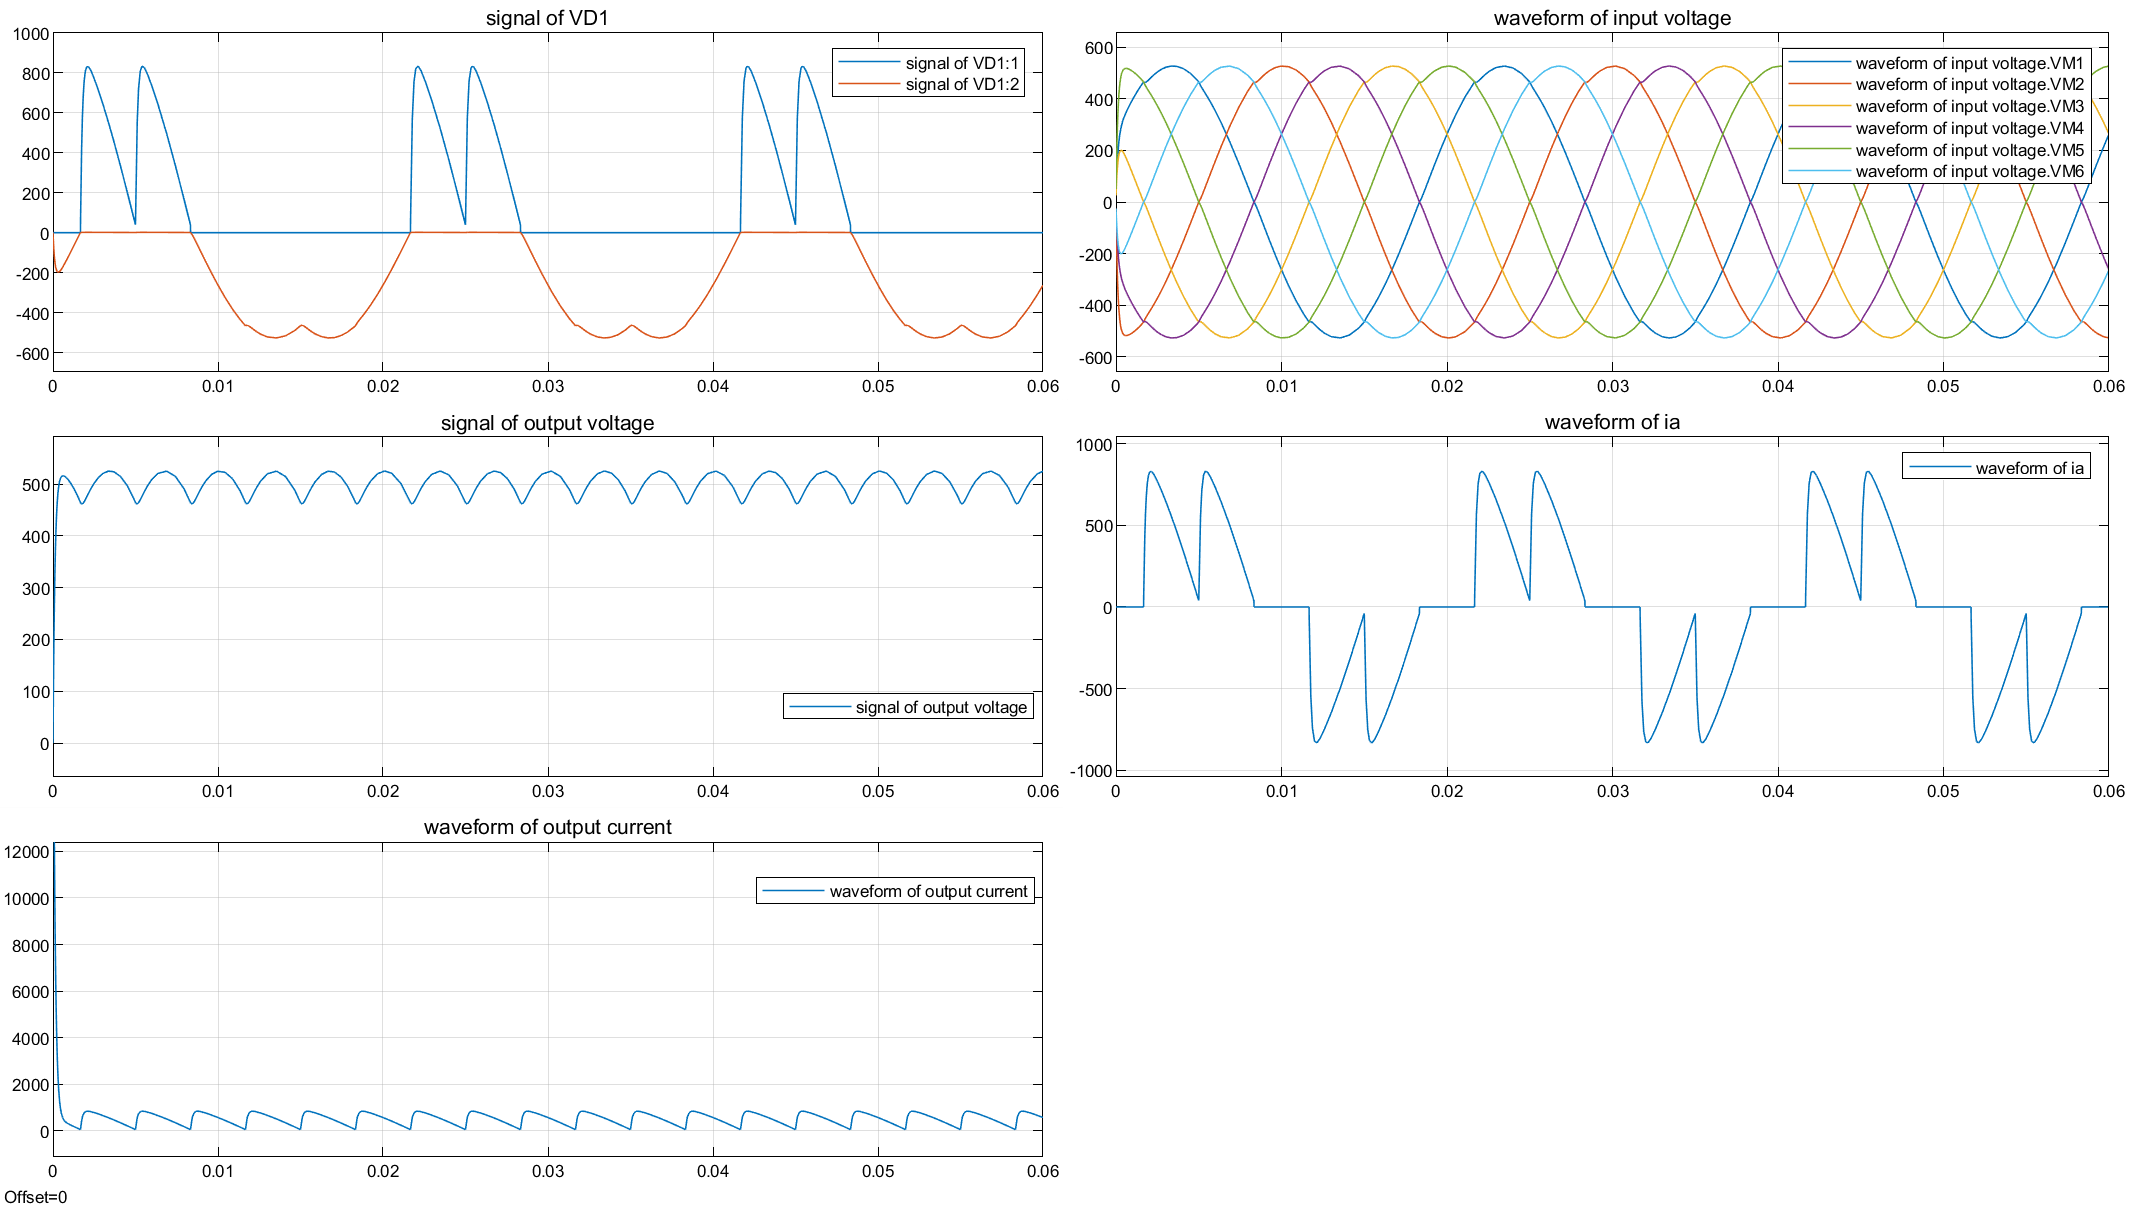 signal of VD1
1000
800
600
400
200
0
-200
-400
-600
0 0.01 0.02 0.03 0.04 0.05 0.06
signal of VD1:1
signal of VD1:2
waveform of input voltage
600
400
200
0
-200
-400
-600
0 0.01 0.02 0.03 0.04 0.05 0.06
waveform of input voltage.VM1
waveform of input voltage.VM2
waveform of input voltage.VM3
waveform of input voltage.VM4
waveform of input voltage.VM5
waveform of input voltage.VM6
signal of output voltage
500
400
300
200
100
0
0 0.01 0.02 0.03 0.04 0.05 0.06
signal of output voltage
waveform of ia
1000
500
0
-500
-1000
0 0.01 0.02 0.03 0.04 0.05 0.06
waveform of ia
waveform of output current
12000
10000
8000
6000
4000
2000
0
0 0.01 0.02 0.03 0.04 0.05 0.06
waveform of output current
Offset=0